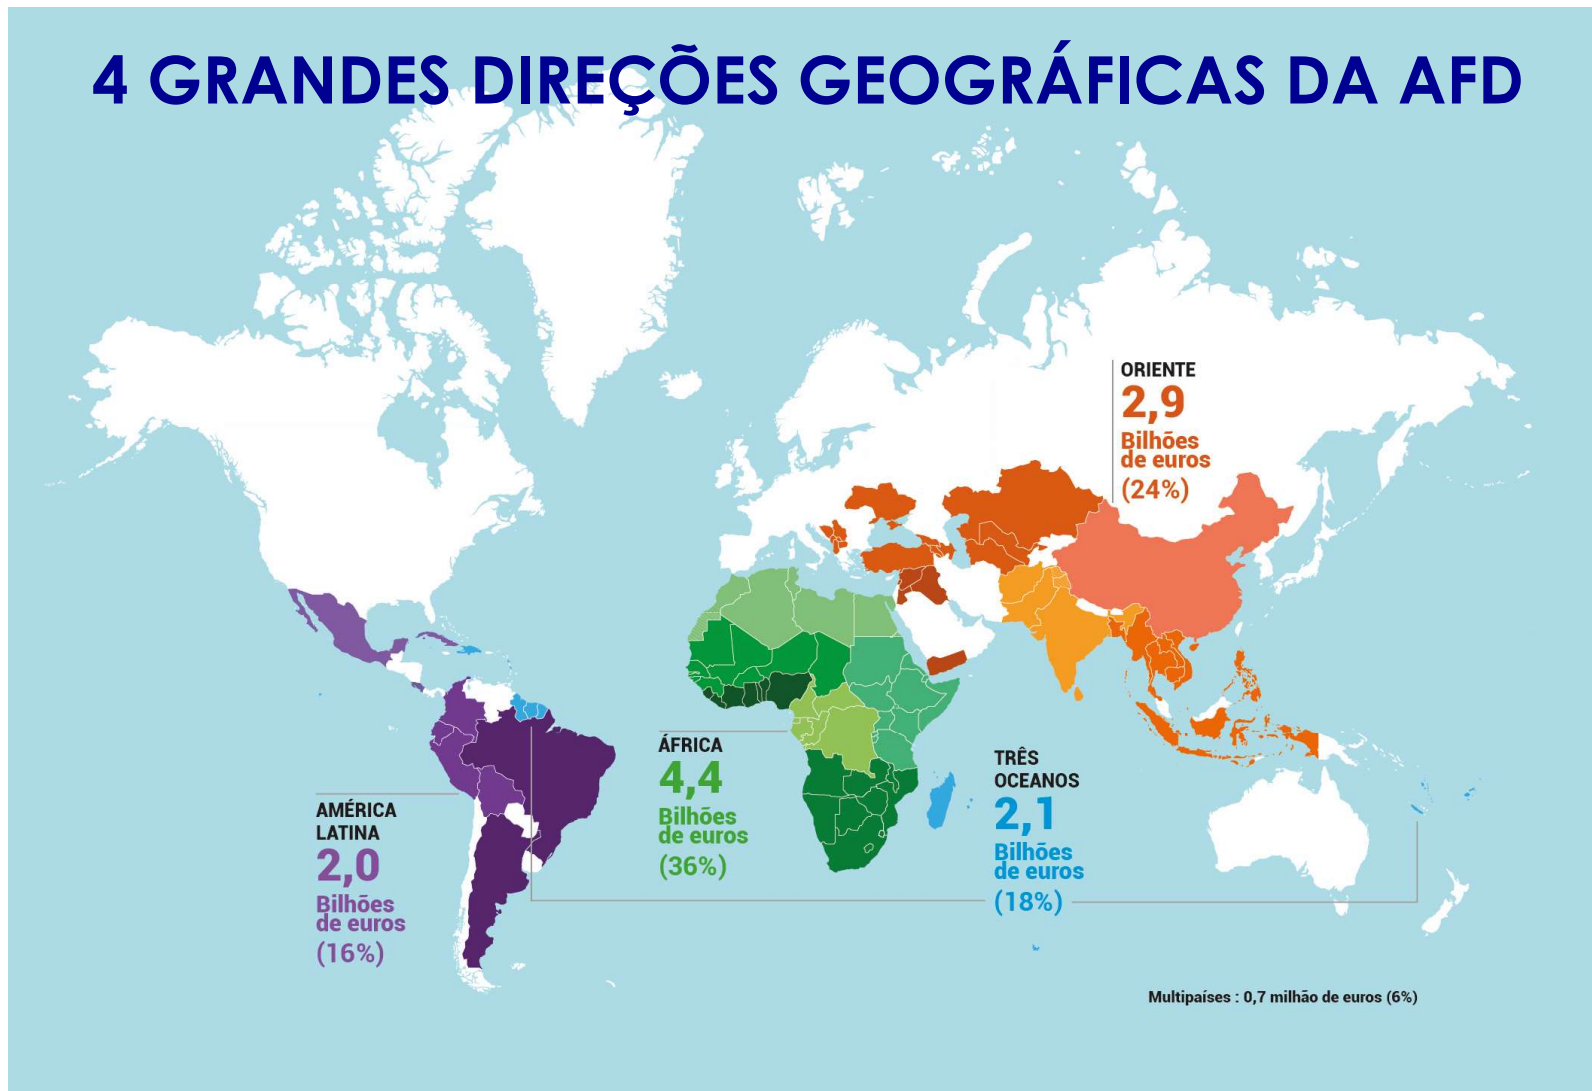 4 GRANDES DIREÇÕES GEOGRÁFICAS DA AFD
ORIENTE
2,9
Bilhões
de euros
(24%)
ÁFRICA
4,4
Bilhões
de euros
(36%)
TRÊS
OCEANOS
2,1
Bilhões
de euros
(18%)
AMÉRICA
LATINA
2,0
Bilhões
de euros
(16%)
Multipaíses : 0,7 milhão de euros (6%)